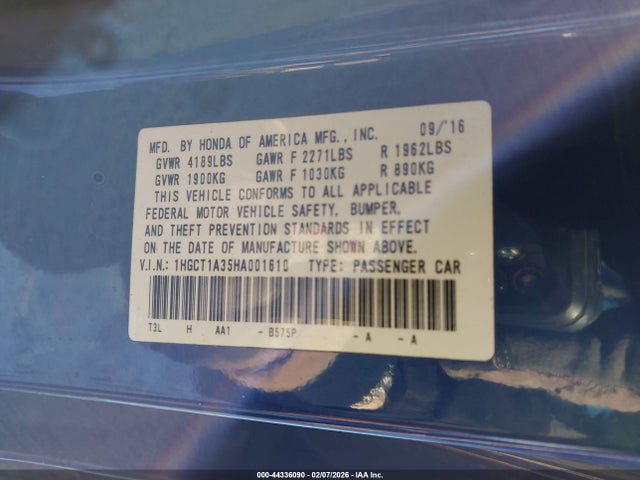 MFD. BY HONDA OF AMERICA MFG., INC. 09/'16
GVWR 4189LBS GAWR F 2271LBS R 1962LBS
GVWR 1900KG GAWR F 1030KG R 890KG
THIS VEHICLE CONFORMS TO ALL APPLICABLE
FEDERAL MOTOR VEHICLE SAFETY, BUMPER,
AND THEFT PREVENTION STANDARDS IN EFFECT
ON THE DATE OF MANUFACTURE SHOWN ABOVE.
V.I.N.: 1HGCT1A35HA001610 TYPE: PASSENGER CAR
T3L H AA1 - B575P - A - A
000-44336090 - 02/07/2026 - IAA Inc.